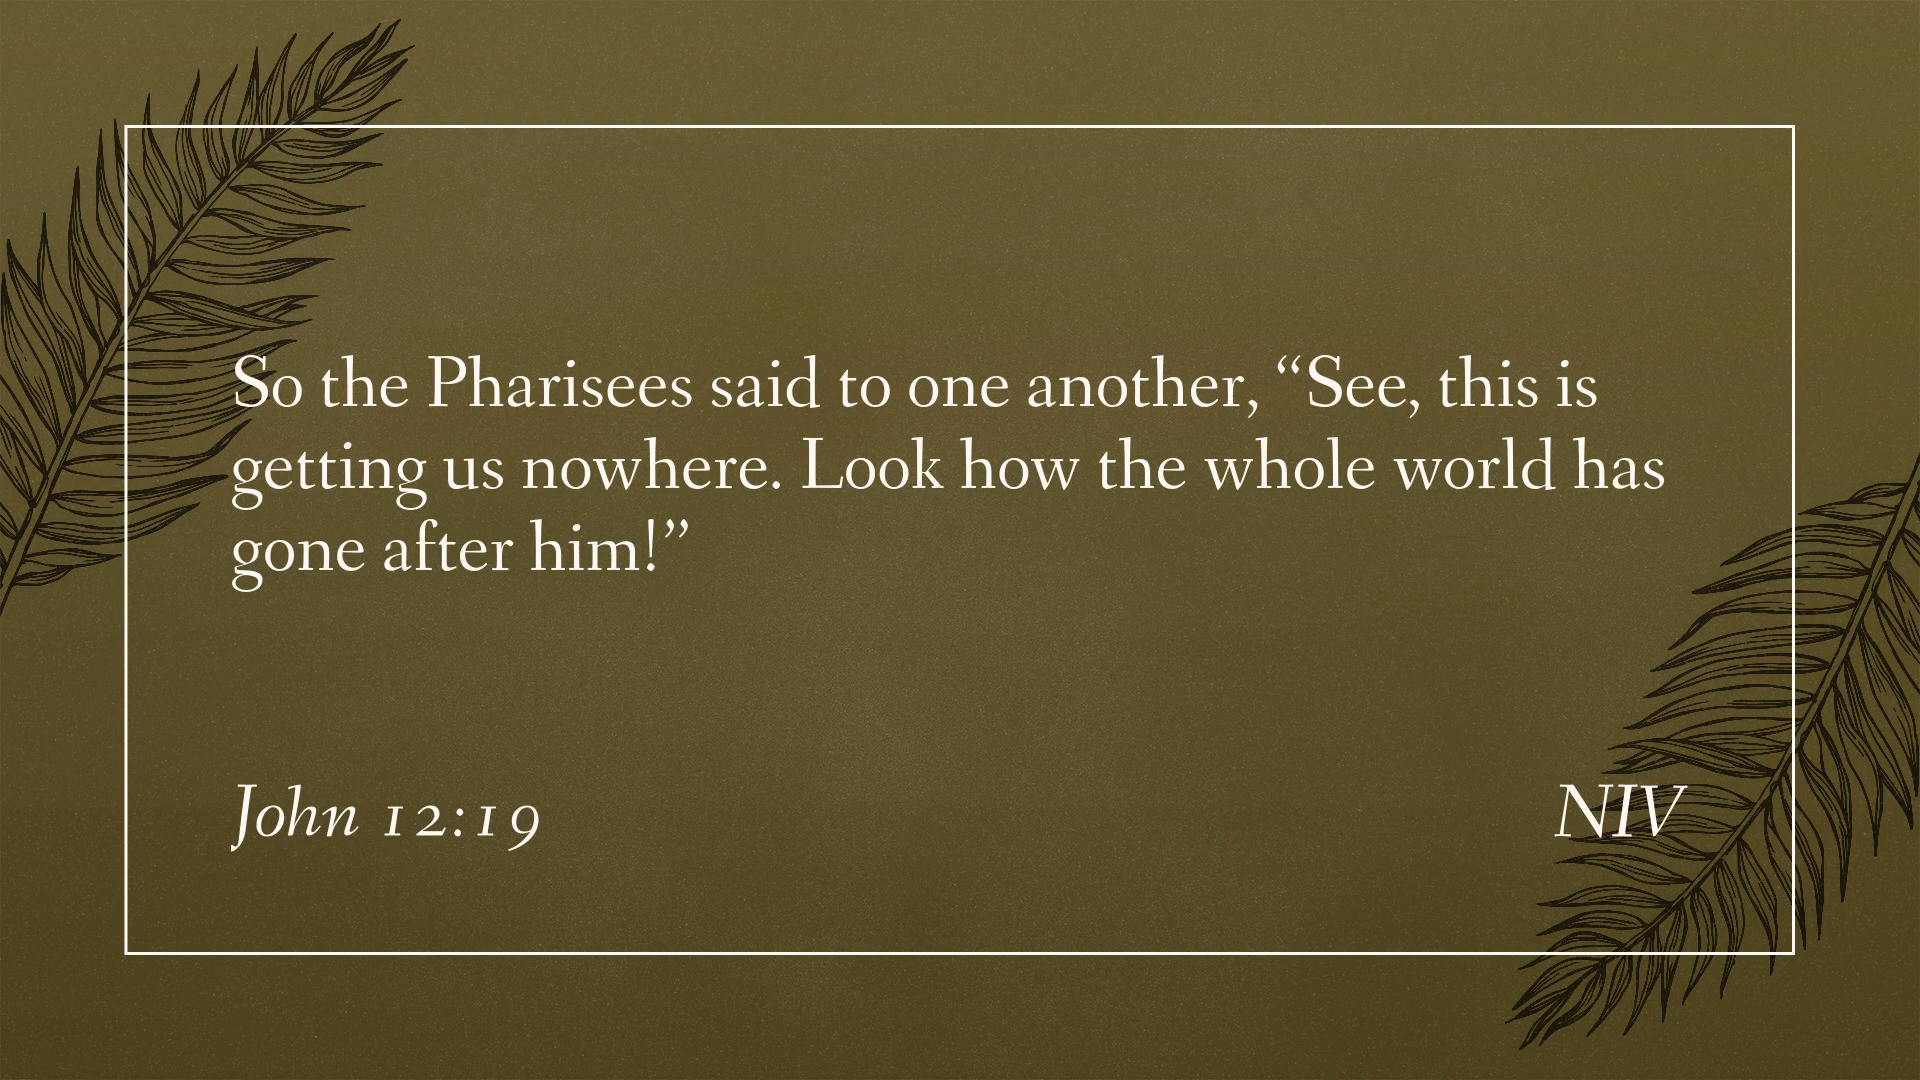 So the Pharisees said to one another, “See, this is
getting us nowhere. Look how the whole world has
gone after him!”
John 12:19
NIV